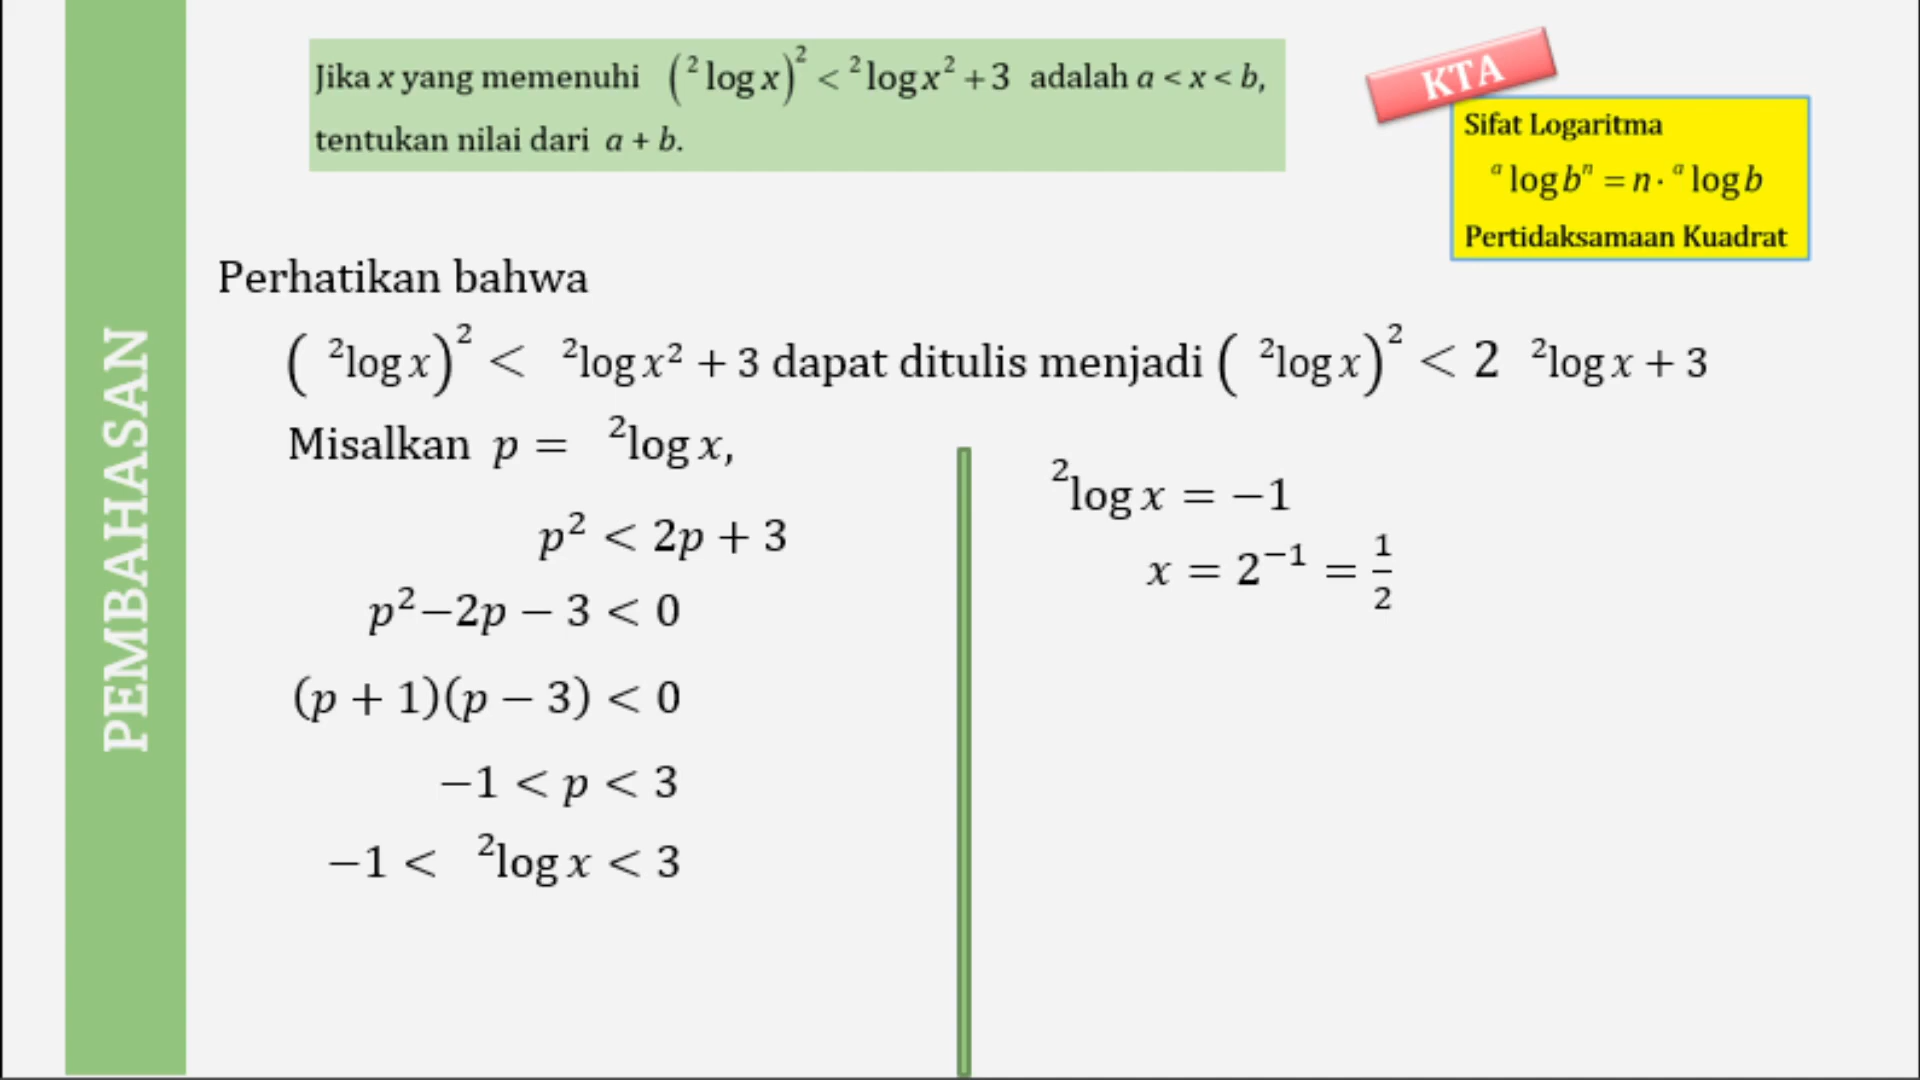 Jika x yang memenuhi (²log x)² < ²log x² + 3 adalah a < x < b,
tentukan nilai dari a + b.
KTA
Sifat Logaritma
ᵃ log bⁿ = n · ᵃ log b
Pertidaksamaan Kuadrat
PEMBAHASAN
Perhatikan bahwa
(²log x)² < ²log x² + 3 dapat ditulis menjadi (²log x)² < 2 ²log x + 3
Misalkan p = ²log x,
p² < 2p + 3
p²−2p − 3 < 0
(p + 1)(p − 3) < 0
−1 < p < 3
−1 < ²log x < 3
²log x = −1
x = 2⁻¹ = 1/2